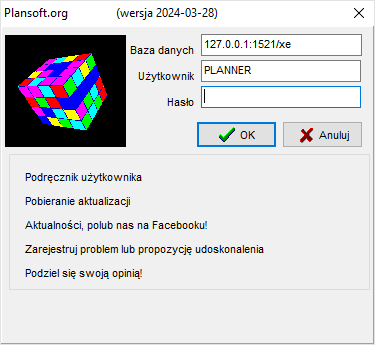 Plansoft.org (wersja 2024-03-28)
Baza danych 127.0.0.1:1521/xe
Użytkownik PLANNER
Hasło
OK Anuluj
Podręcznik użytkownika
Pobieranie aktualizacji
Aktualności, polub nas na Facebooku!
Zarejestruj problem lub propozycję udoskonalenia
Podziel się swoją opinią!